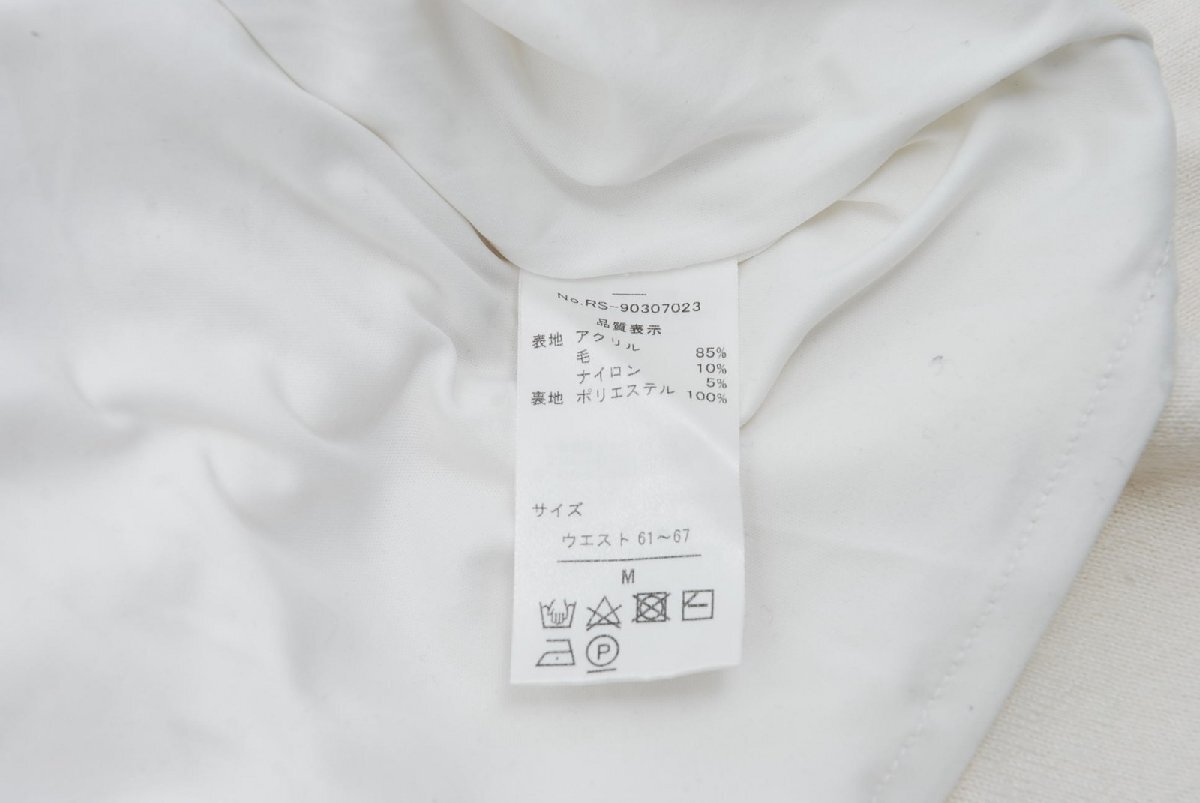 No.RS-90307023
品質表示
表地 アクリル 85%
毛 10%
ナイロン 5%
裏地 ポリエステル 100%
サイズ
ウエスト 61～67
M
P